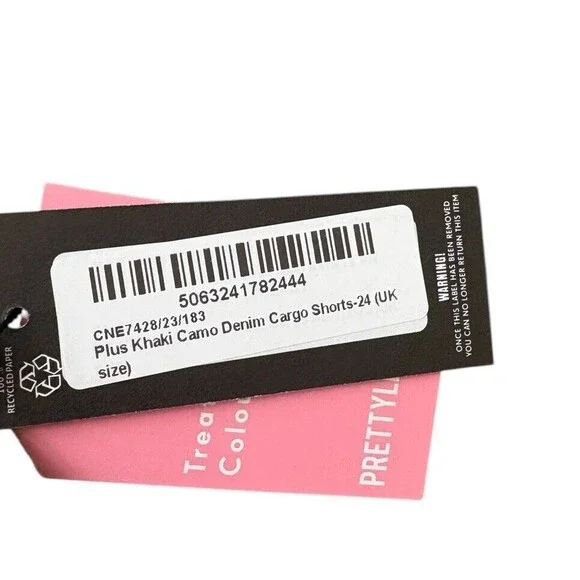 5063241782444
CNE7428/23/183
Plus Khaki Camo Denim Cargo Shorts-24 (UK
size)
WARNING!
ONCE THIS LABEL HAS BEEN REMOVED
YOU CAN NO LONGER RETURN THIS ITEM
RECYCLED PAPER
Trea
Colou
PRETTYL